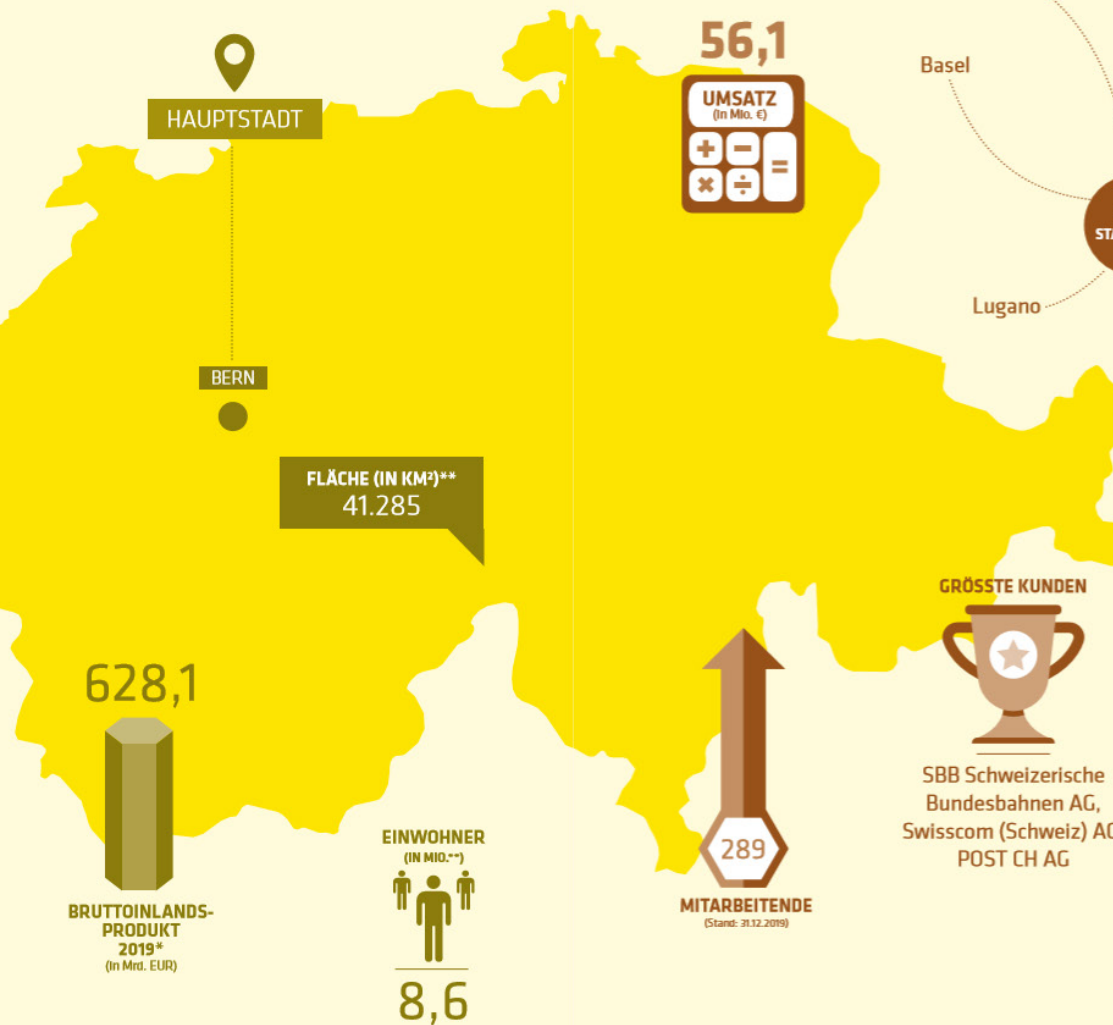 HAUPTSTADT
BERN
FLÄCHE (IN KM²)**
41.285
56,1
UMSATZ
(in Mio. €)
+ −
=
× ÷
Basel
Lugano
628,1
BRUTTOINLANDS-
PRODUKT
2019*
(in Mrd. EUR)
EINWOHNER
(IN MIO.**)
8,6
289
MITARBEITENDE
(Stand: 31.12.2019)
GRÖSSTE KUNDEN
SBB Schweizerische
Bundesbahnen AG,
Swisscom (Schweiz) AG
POST CH AG